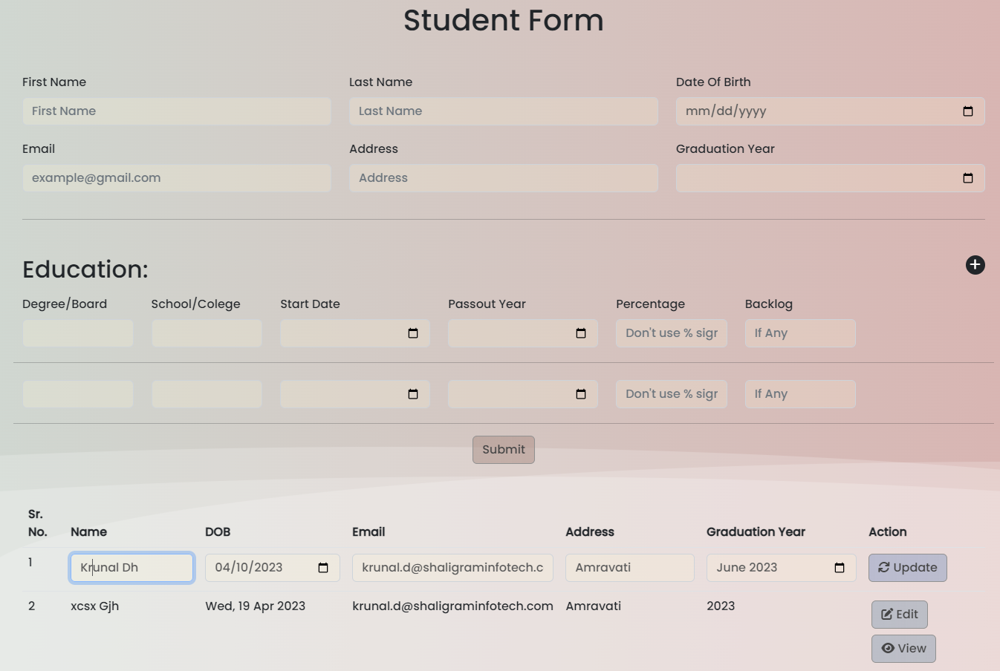 Student Form
First Name Last Name Date Of Birth
First Name Last Name mm/dd/yyyy
Email Address Graduation Year
example@gmail.com Address
Education:
Degree/Board School/Colege Start Date Passout Year Percentage Backlog
Don't use % sigr If Any
Don't use % sigr If Any
Submit
Sr.
No. Name DOB Email Address Graduation Year Action
1 Krunal Dh 04/10/2023 krunal.d@shaligraminfotech.c Amravati June 2023 Update
2 xcsx Gjh Wed, 19 Apr 2023 krunal.d@shaligraminfotech.com Amravati 2023 Edit
View